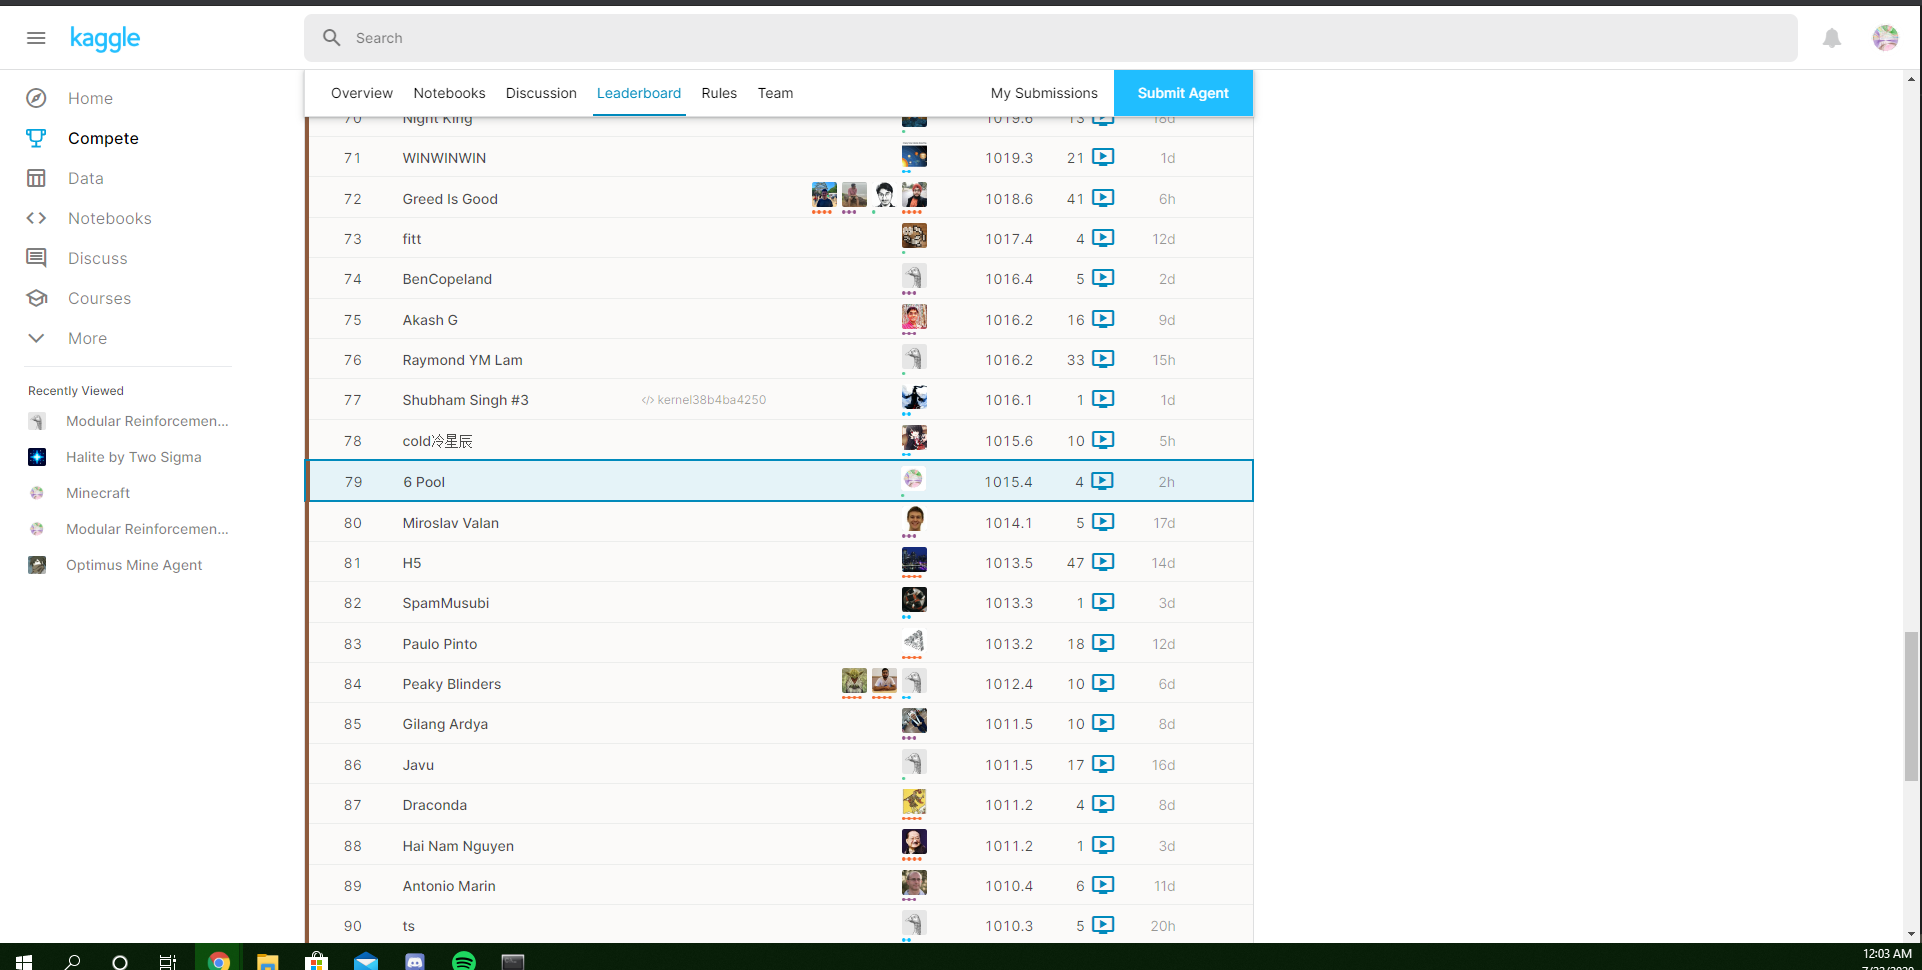 kaggle
Search
Home
Compete
Data
Notebooks
Discuss
Courses
More
Recently Viewed
Modular Reinforcemen...
Halite by Two Sigma
Minecraft
Modular Reinforcemen...
Optimus Mine Agent
Overview Notebooks Discussion Leaderboard Rules Team My Submissions Submit Agent
70 Night King 1019.6 13 18d
71 WINWINWIN 1019.3 21 1d
72 Greed Is Good 1018.6 41 6h
73 fitt 1017.4 4 12d
74 BenCopeland 1016.4 5 2d
75 Akash G 1016.2 16 9d
76 Raymond YM Lam 1016.2 33 15h
77 Shubham Singh #3 <> kernel38b4ba4250 1016.1 1 1d
78 cold冷星辰 1015.6 10 5h
79 6 Pool 1015.4 4 2h
80 Miroslav Valan 1014.1 5 17d
81 H5 1013.5 47 14d
82 SpamMusubi 1013.3 1 3d
83 Paulo Pinto 1013.2 18 12d
84 Peaky Blinders 1012.4 10 6d
85 Gilang Ardya 1011.5 10 8d
86 Javu 1011.5 17 16d
87 Draconda 1011.2 4 8d
88 Hai Nam Nguyen 1011.2 1 3d
89 Antonio Marin 1010.4 6 11d
90 ts 1010.3 5 20h
12:03 AM